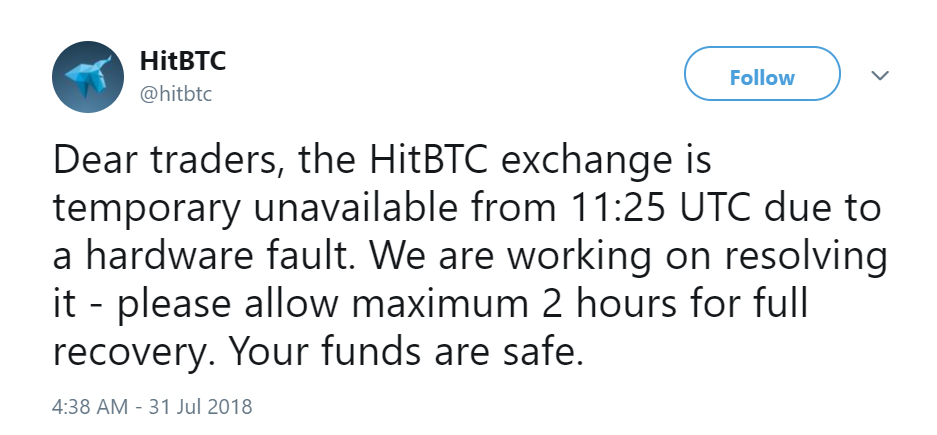 HitBTC
@hitbtc
Follow
Dear traders, the HitBTC exchange is
temporary unavailable from 11:25 UTC due to
a hardware fault. We are working on resolving
it - please allow maximum 2 hours for full
recovery. Your funds are safe.
4:38 AM - 31 Jul 2018